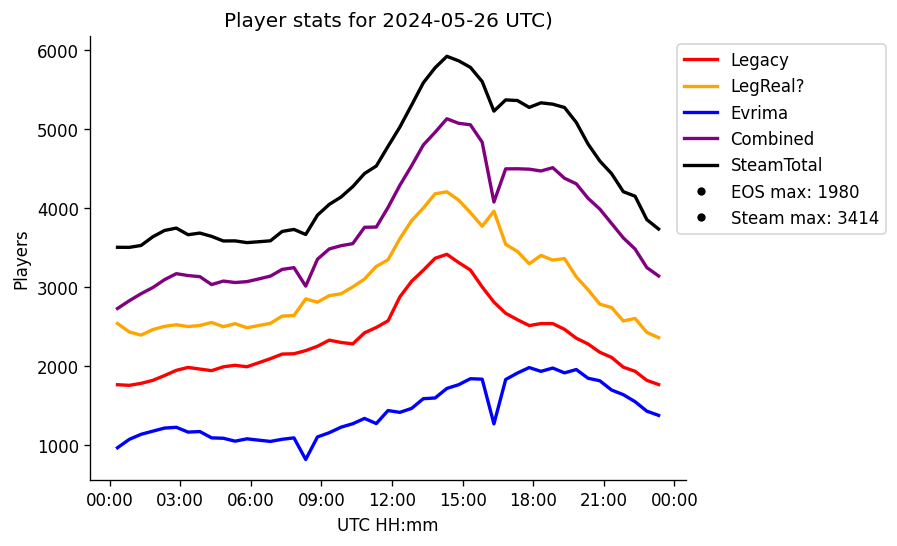 Player stats for 2024-05-26 UTC)
Players
6000
5000
4000
3000
2000
1000
00:00 03:00 06:00 09:00 12:00 15:00 18:00 21:00 00:00
UTC HH:mm
Legacy
LegReal?
Evrima
Combined
SteamTotal
EOS max: 1980
Steam max: 3414